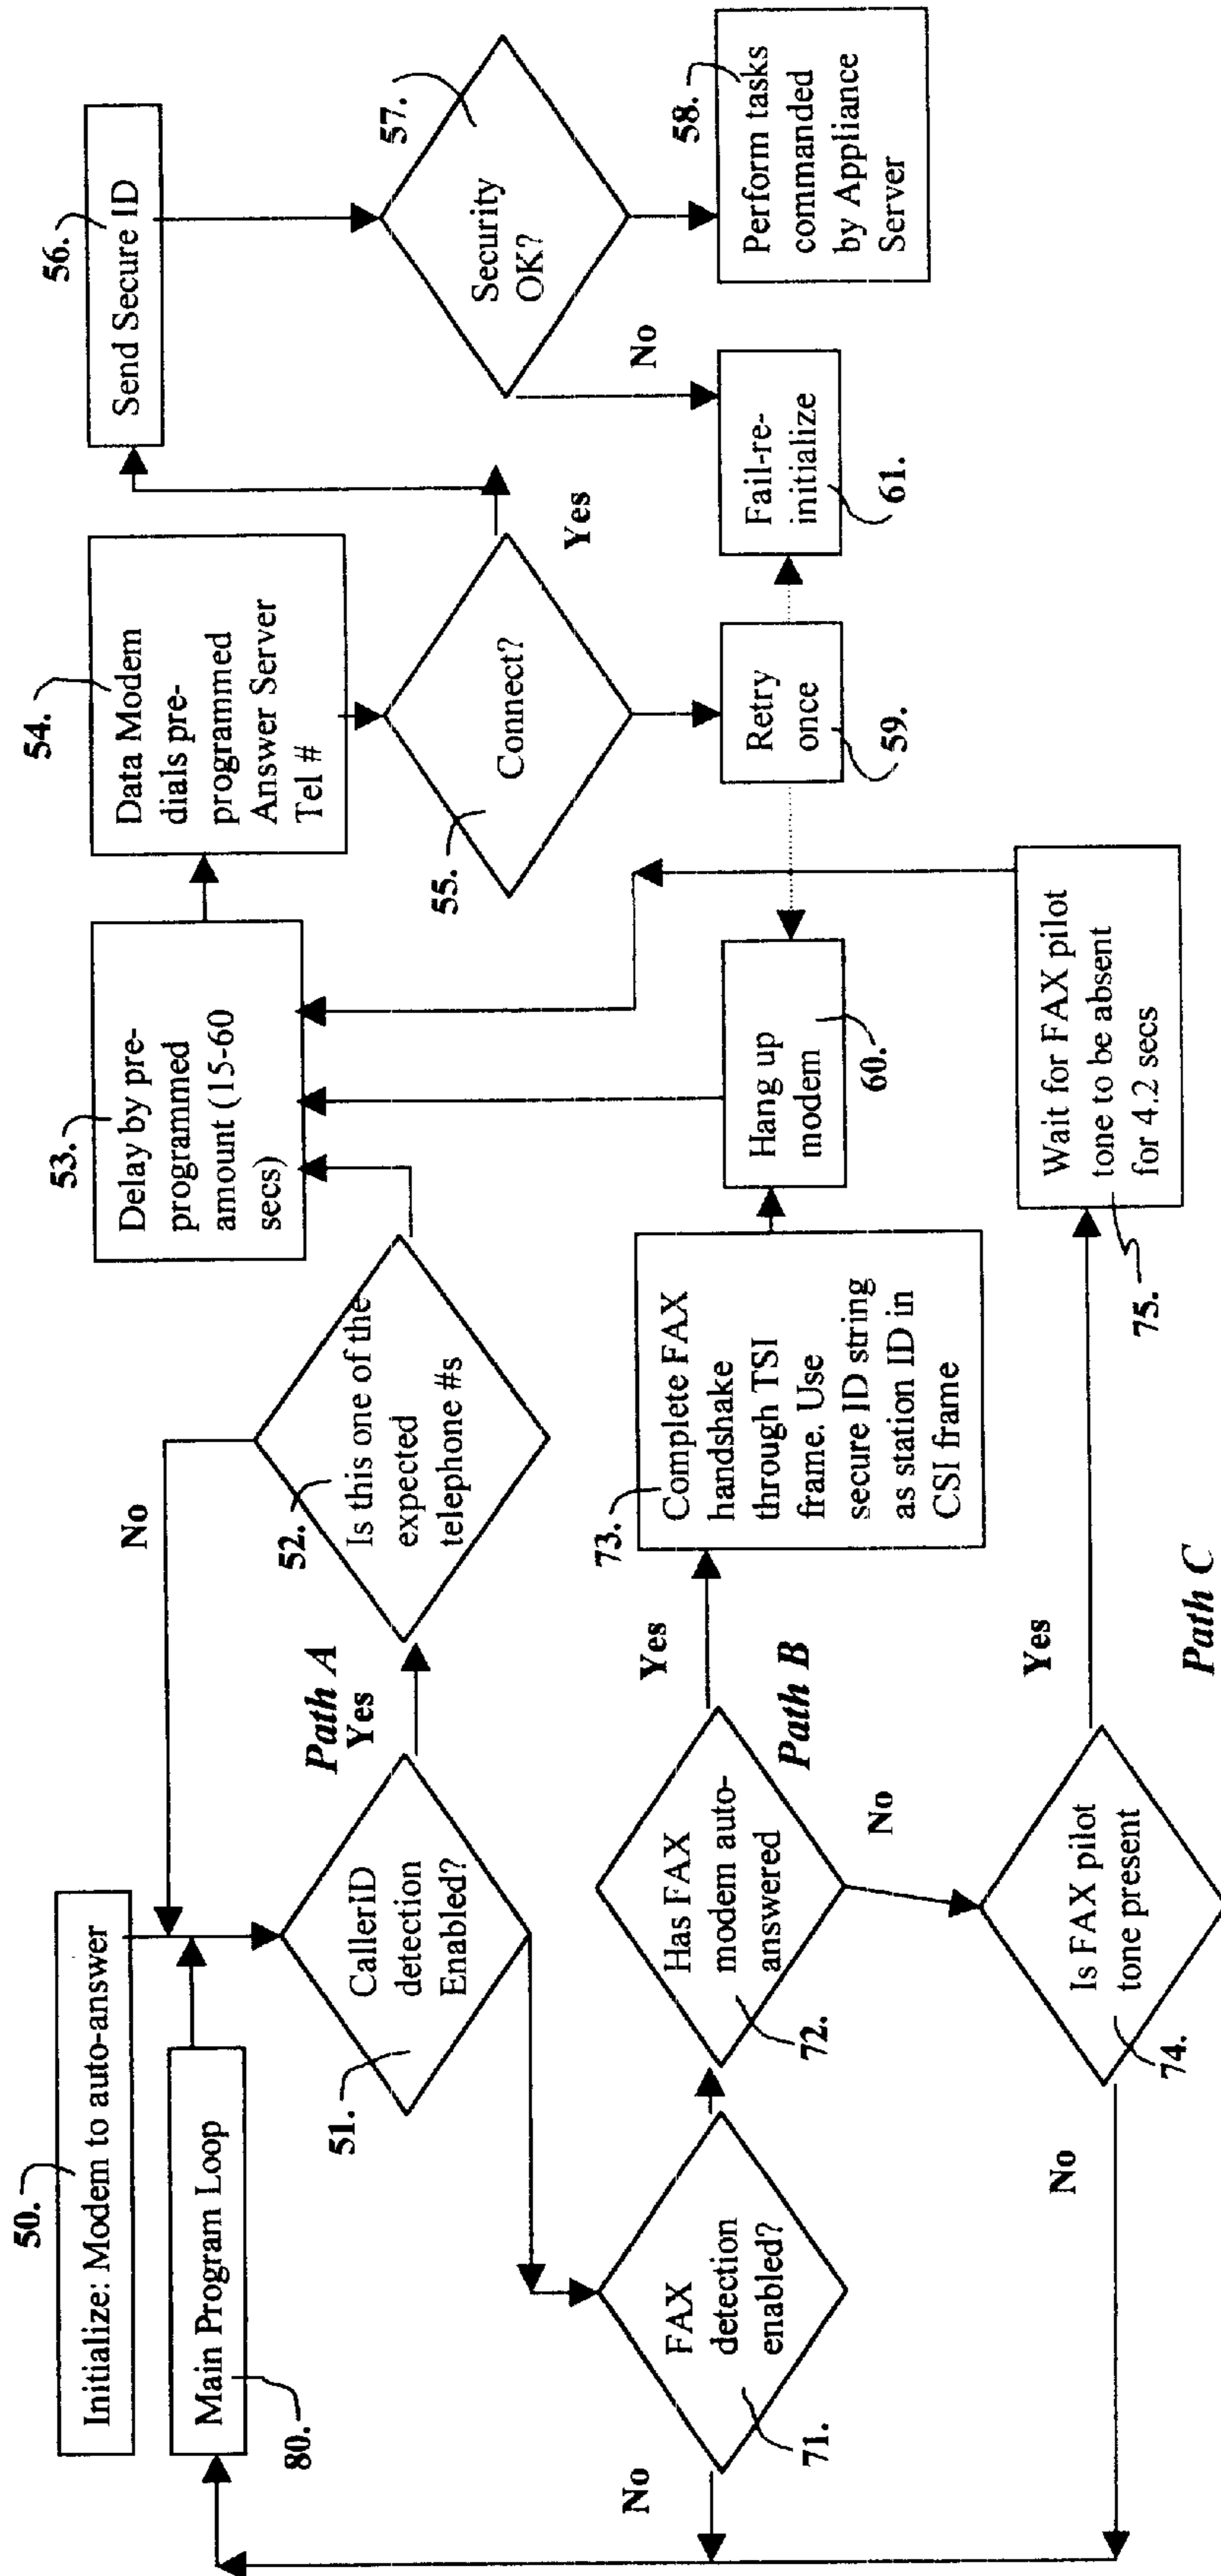 50.
Initialize: Modem to auto-answer
Main Program Loop
80.
51.
CallerID
detection
Enabled?
Path A
Yes
No
52.
Is this one of the
expected
telephone #s
53.
Delay by pre-
programmed
amount (15-60
secs)
54.
Data Modem
dials pre-
programmed
Answer Server
Tel #
55.
Connect?
Yes
56.
Send Secure ID
57.
Security
OK?
No
58.
Perform tasks
commanded
by Appliance
Server
Retry
once
59.
Fail-re-
initialize
61.
Hang up
modem
60.
FAX
detection
enabled?
71.
No
Has FAX
modem auto-
answered
72.
Yes
Path B
No
73.
Complete FAX
handshake
through TSI
frame. Use
secure ID string
as station ID in
CSI frame
Is FAX pilot
tone present
74.
No
Yes
Path C
Wait for FAX pilot
tone to be absent
for 4.2 secs
75.